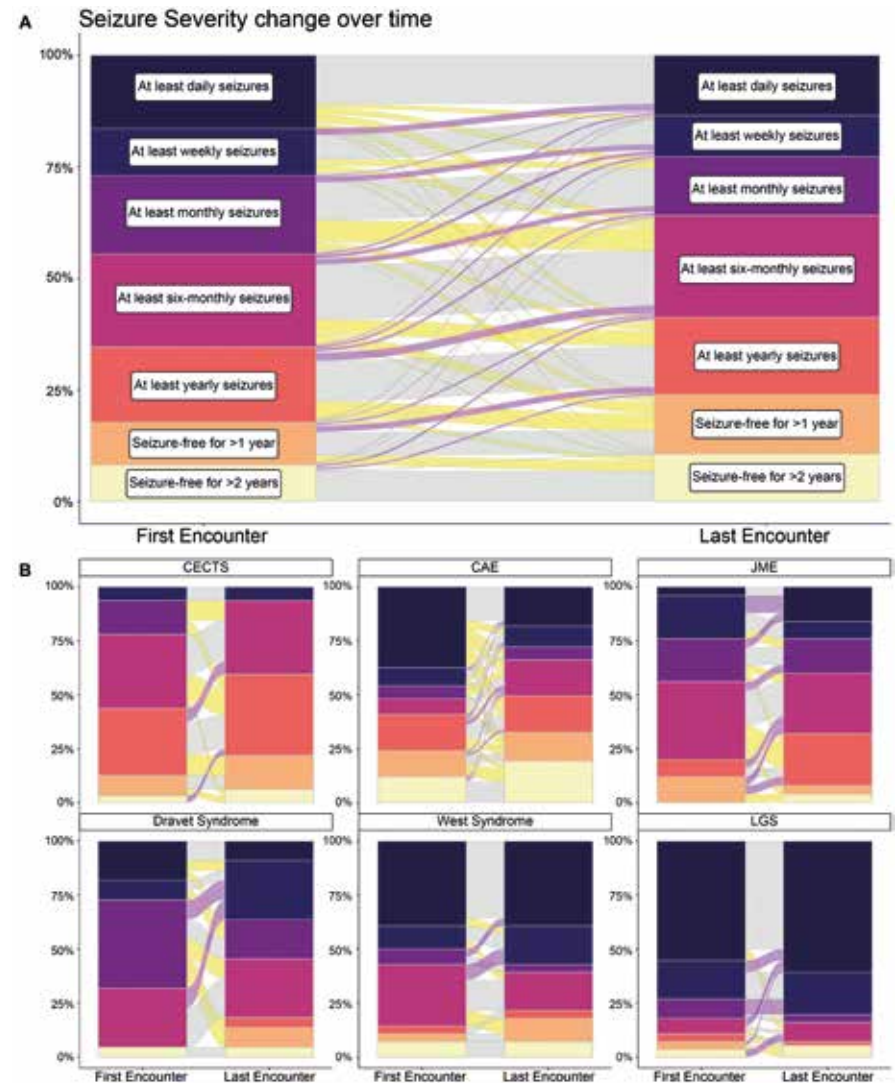 A Seizure Severity change over time
100%
75%
50%
25%
0%
At least daily seizures
At least weekly seizures
At least monthly seizures
At least six-monthly seizures
At least yearly seizures
Seizure-free for >1 year
Seizure-free for >2 years
At least daily seizures
At least weekly seizures
At least monthly seizures
At least six-monthly seizures
At least yearly seizures
Seizure-free for >1 year
Seizure-free for >2 years
First Encounter Last Encounter
B
CECTS CAE JME
100% 100% 100%
75% 75% 75%
50% 50% 50%
25% 25% 25%
0% 0% 0%
Dravet Syndrome West Syndrome LGS
100% 100% 100%
75% 75% 75%
50% 50% 50%
25% 25% 25%
0% 0% 0%
First Encounter Last Encounter First Encounter Last Encounter First Encounter Last Encounter